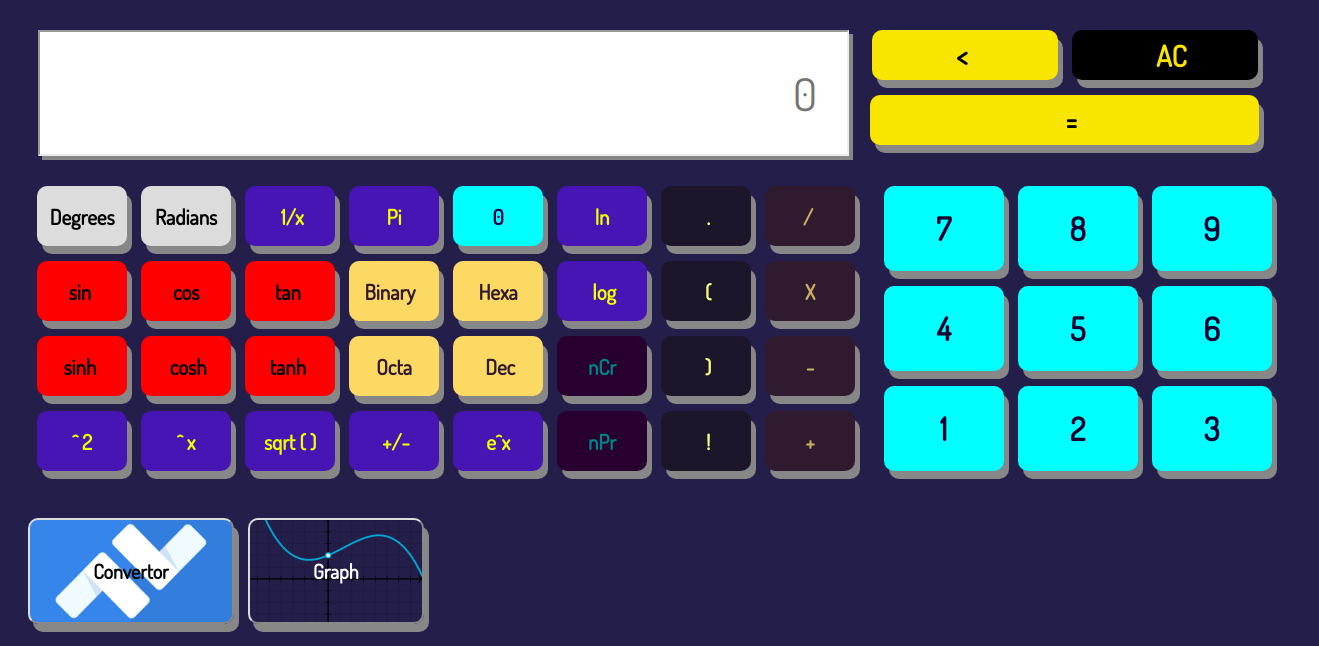 0
<
AC
=
Degrees Radians 1/x Pi 0 ln . / 7 8 9
sin cos tan Binary Hexa log ( X
4 5 6
sinh cosh tanh Octa Dec nCr ) -
^2 ^x sqrt() +/- e^x nPr ! + 1 2 3
Convertor Graph